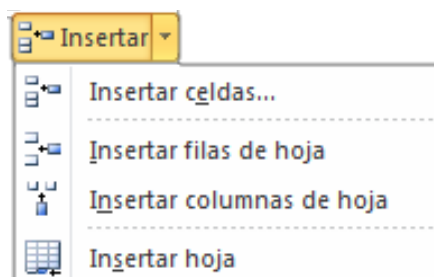 Insertar
Insertar celdas...
Insertar filas de hoja
Insertar columnas de hoja
Insertar hoja